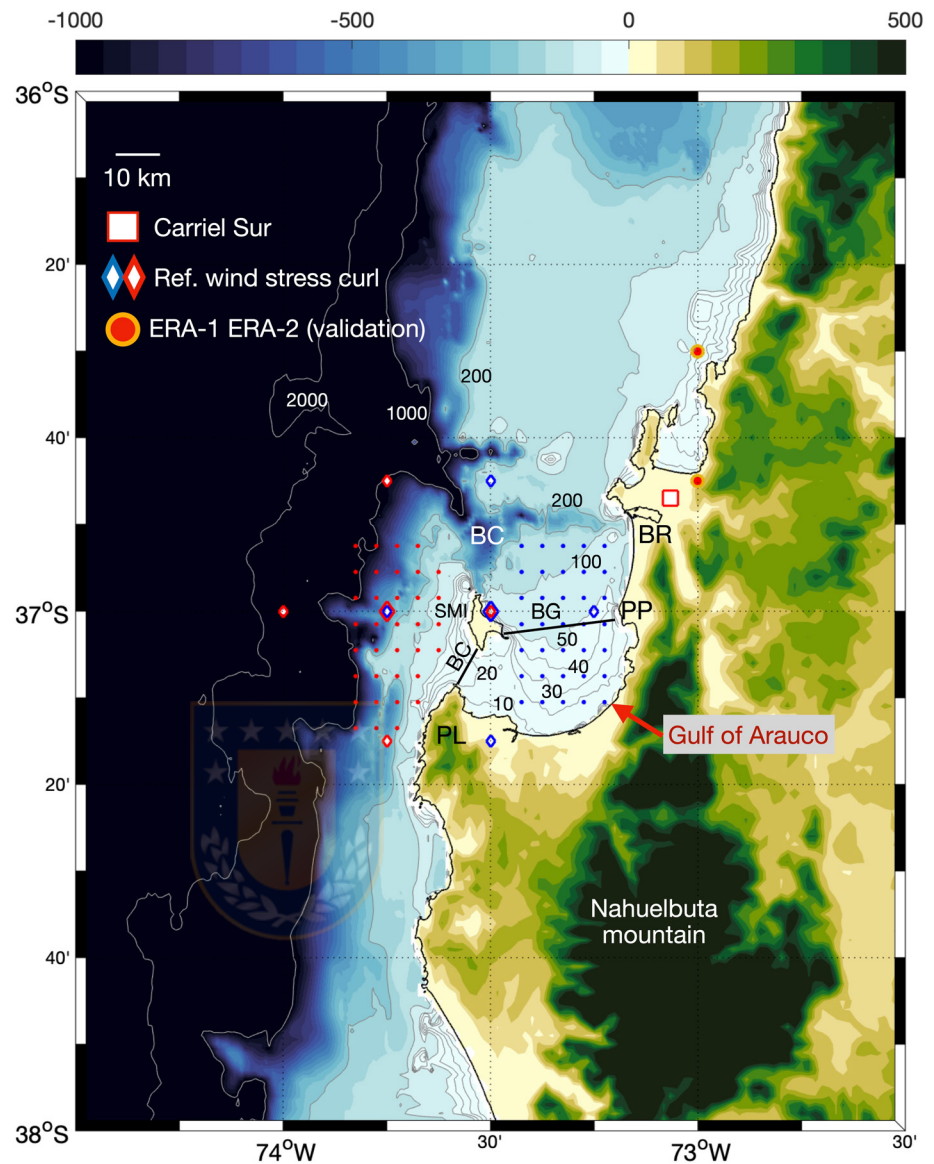 -1000 -500 0 500
36°S
10 km
Carriel Sur
Ref. wind stress curl
ERA-1 ERA-2 (validation)
20'
200
2000
1000
40'
200
BC
BR
100
37°S
SMI
BG
PP
50
BC
20
40
30
10
PL
Gulf of Arauco
20'
Nahuelbuta
mountain
40'
38°S
74°W 30' 73°W 30'